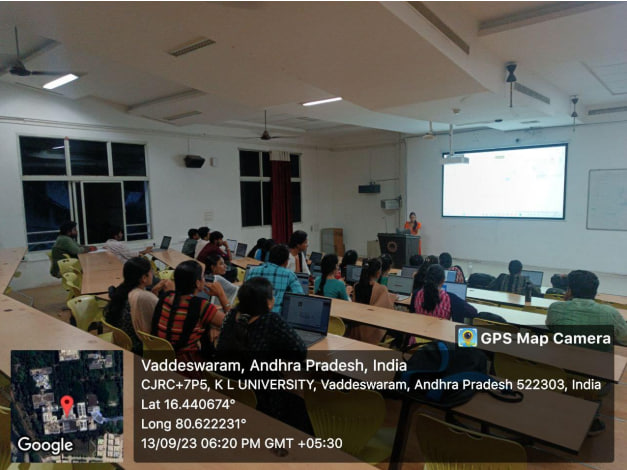 GPS Map Camera
Vaddeswaram, Andhra Pradesh, India
CJRC+7P5, K L UNIVERSITY, Vaddeswaram, Andhra Pradesh 522303, India
Lat 16.440674°
Long 80.622231°
13/09/23 06:20 PM GMT +05:30
Google